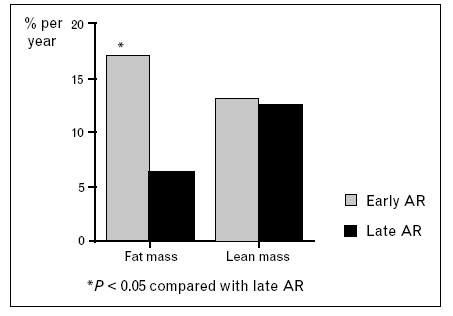 % per
year
20
*
15
10
5
0
Fat mass
Lean mass
Early AR
Late AR
*P < 0.05 compared with late AR